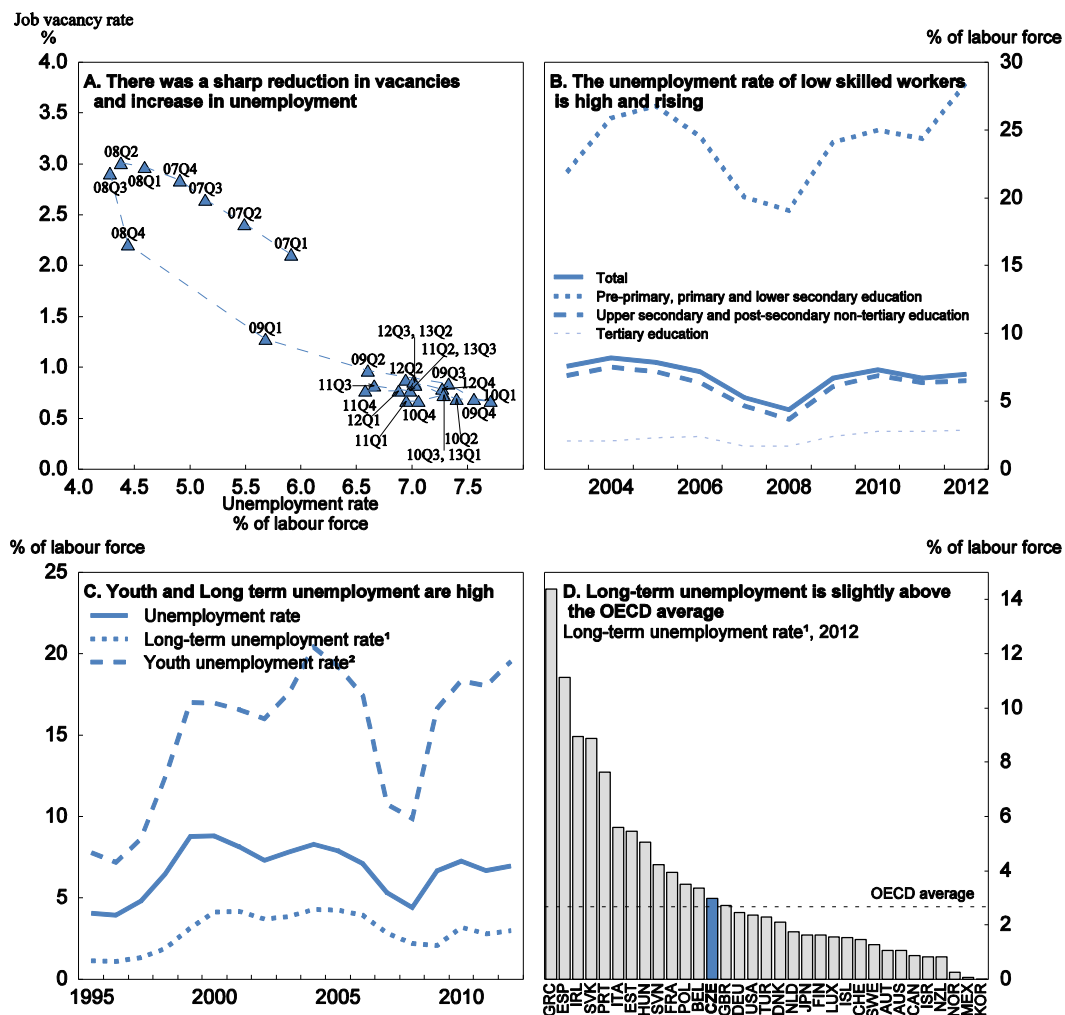 Job vacancy rate
%
4.0
3.5
3.0
2.5
2.0
1.5
1.0
0.5
0.0
A. There was a sharp reduction in vacancies
and increase in unemployment
08Q2
08Q3
08Q1
07Q4
07Q3
07Q2
07Q1
08Q4
09Q1
12Q3, 13Q2
11Q2, 13Q3
09Q2
12Q2
09Q3
11Q3
12Q4
10Q1
11Q4
12Q1
10Q4
09Q4
11Q1
10Q2
10Q3, 13Q1
4.0 4.5 5.0 5.5 6.0 6.5 7.0 7.5
Unemployment rate
% of labour force
% of labour force
B. The unemployment rate of low skilled workers
is high and rising
30
25
20
15
10
5
0
Total
Pre-primary, primary and lower secondary education
Upper secondary and post-secondary non-tertiary education
Tertiary education
2004 2006 2008 2010 2012
% of labour force
25
20
15
10
5
0
C. Youth and Long term unemployment are high
Unemployment rate
Long-term unemployment rate¹
Youth unemployment rate²
1995 2000 2005 2010
% of labour force
D. Long-term unemployment is slightly above
the OECD average
Long-term unemployment rate¹, 2012
14
12
10
8
6
4
2
0
OECD average
GRC ESP IRL SVK PRT ITA EST HUN SVN FRA POL BEL CZE GBR DEU USA TUR DNK NLD JPN FIN LUX ISL CHE SWE AUT AUS CAN ISR NZL NOR MEX KOR